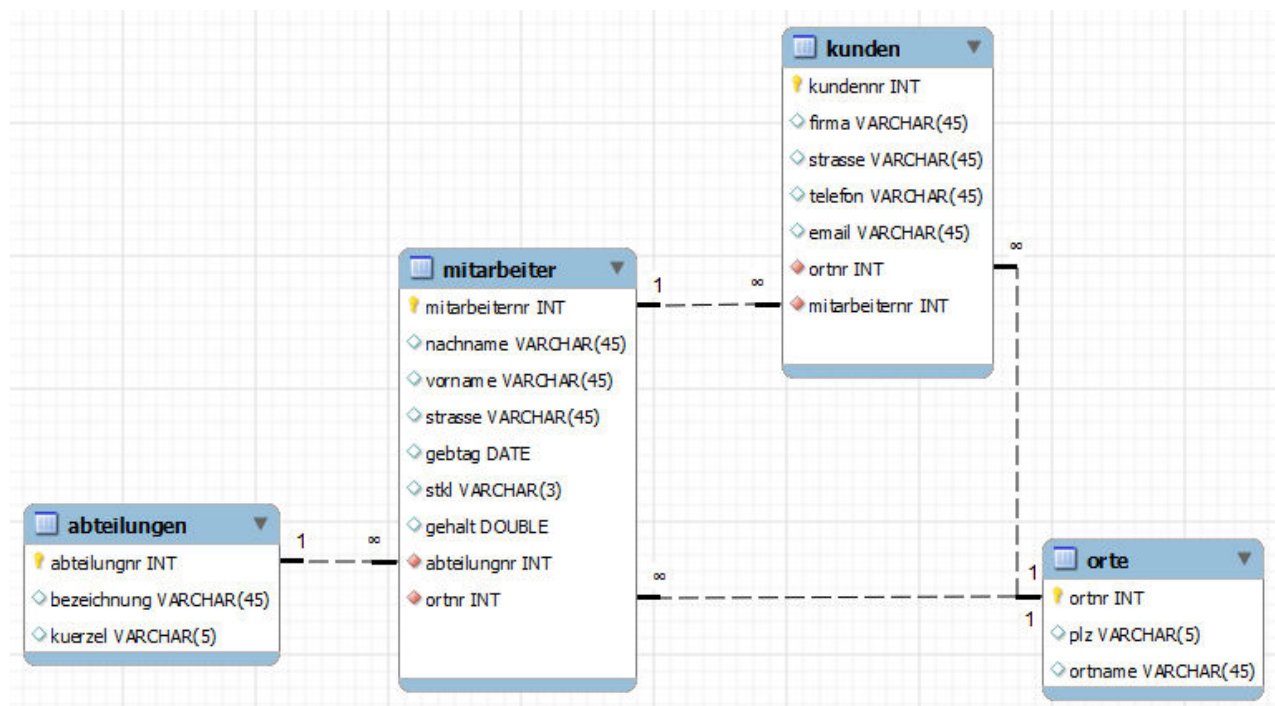 kunden
kundennr INT
firma VARCHAR(45)
strasse VARCHAR(45)
telefon VARCHAR(45)
email VARCHAR(45)
ortnr INT
mitarbeiternr INT
∞
mitarbeiter
mitarbeiternr INT
nachname VARCHAR(45)
vorname VARCHAR(45)
strasse VARCHAR(45)
gebtag DATE
stkl VARCHAR(3)
gehalt DOUBLE
abteilungnr INT
ortnr INT
1
∞
abteilungen
abteilungnr INT
bezeichnung VARCHAR(45)
kuerzel VARCHAR(5)
1
∞
∞
1
1
orte
ortnr INT
plz VARCHAR(5)
ortname VARCHAR(45)